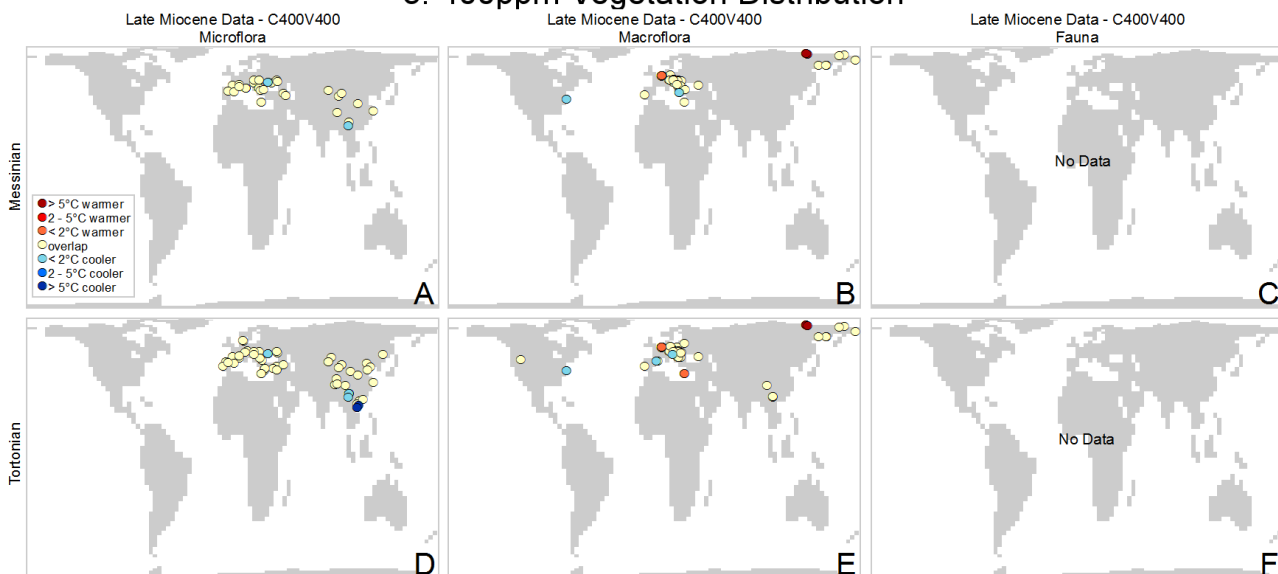 Late Miocene Data - C400V400
Microflora
Late Miocene Data - C400V400
Macroflora
Late Miocene Data - C400V400
Fauna
Messinian
> 5°C warmer
2 - 5°C warmer
< 2°C warmer
overlap
< 2°C cooler
2 - 5°C cooler
> 5°C cooler
A
B
No Data
C
Tortonian
D
E
No Data
F